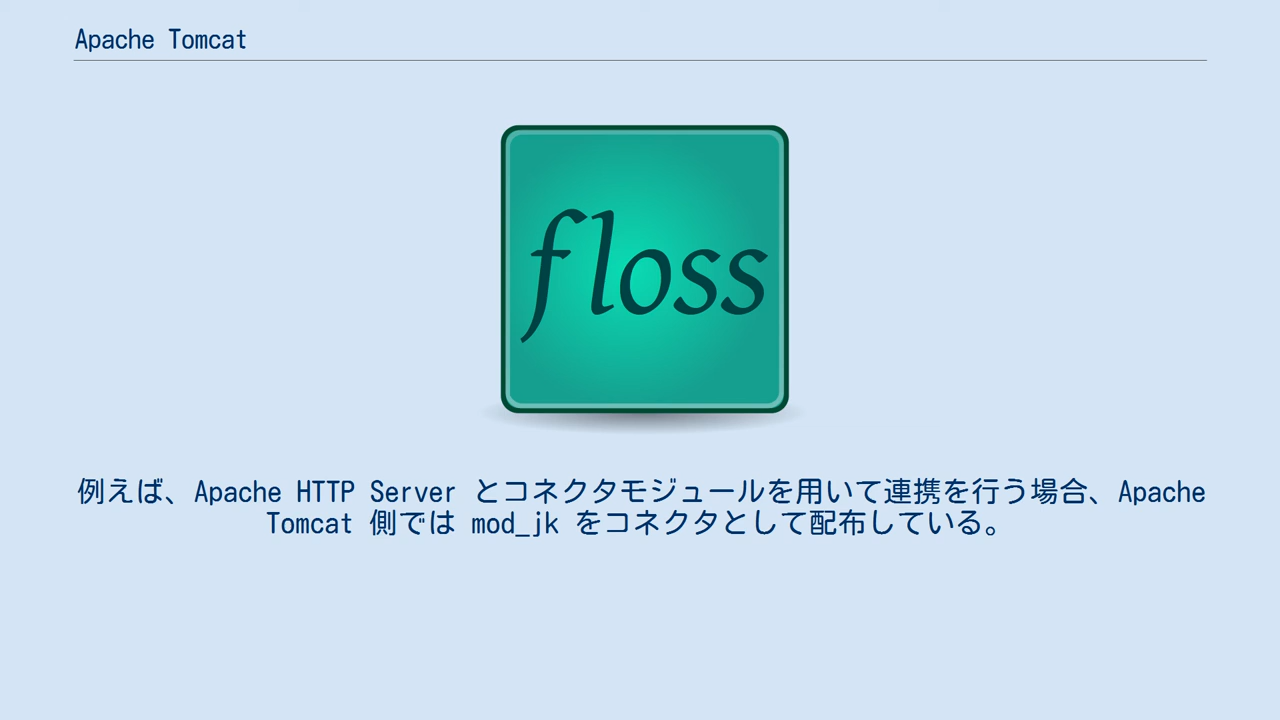 Apache Tomcat
floss
例えば、Apache HTTP Server とコネクタモジュールを用いて連携を行う場合、Apache
Tomcat 側では mod_jk をコネクタとして配布している。